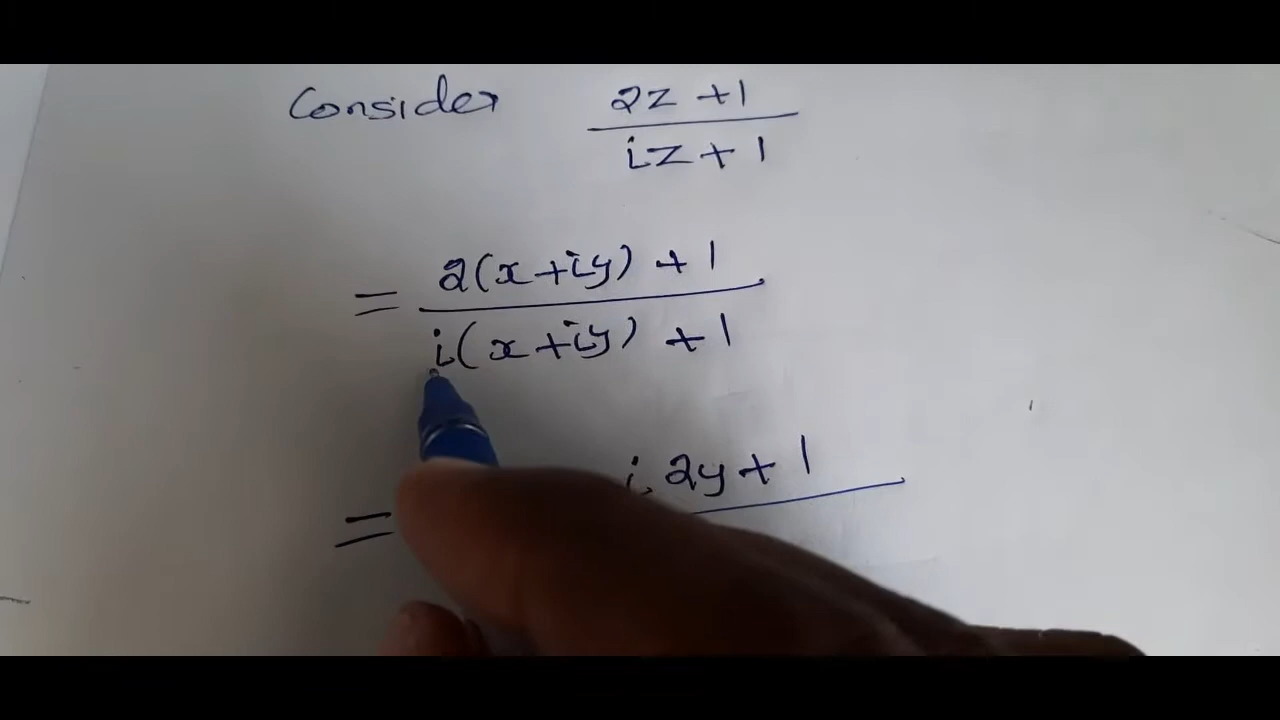 Consider 2z + 1
iz + 1
= 2(x+iy) + 1
i(x+iy) + 1
= i 2y + 1